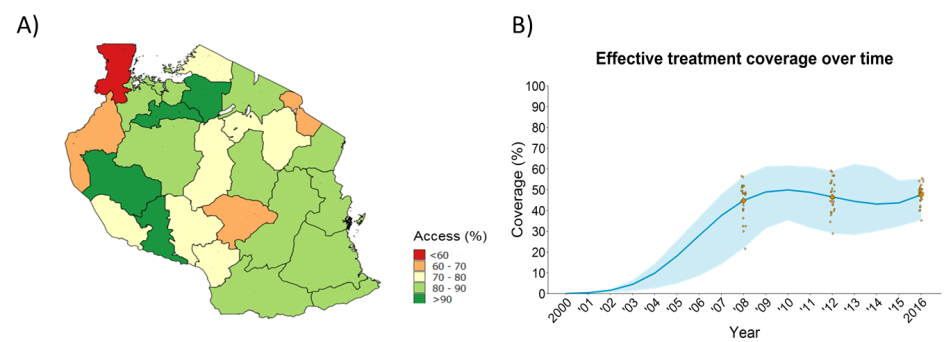 A)
B)
Access (%)
<60
60 - 70
70 - 80
80 - 90
>90
Effective treatment coverage over time
Coverage (%)
100
90
80
70
60
50
40
30
20
10
0
2000 '01 '02 '03 '04 '05 '06 '07 '08 '09 '10 '11 '12 '13 '14 '15 2016
Year